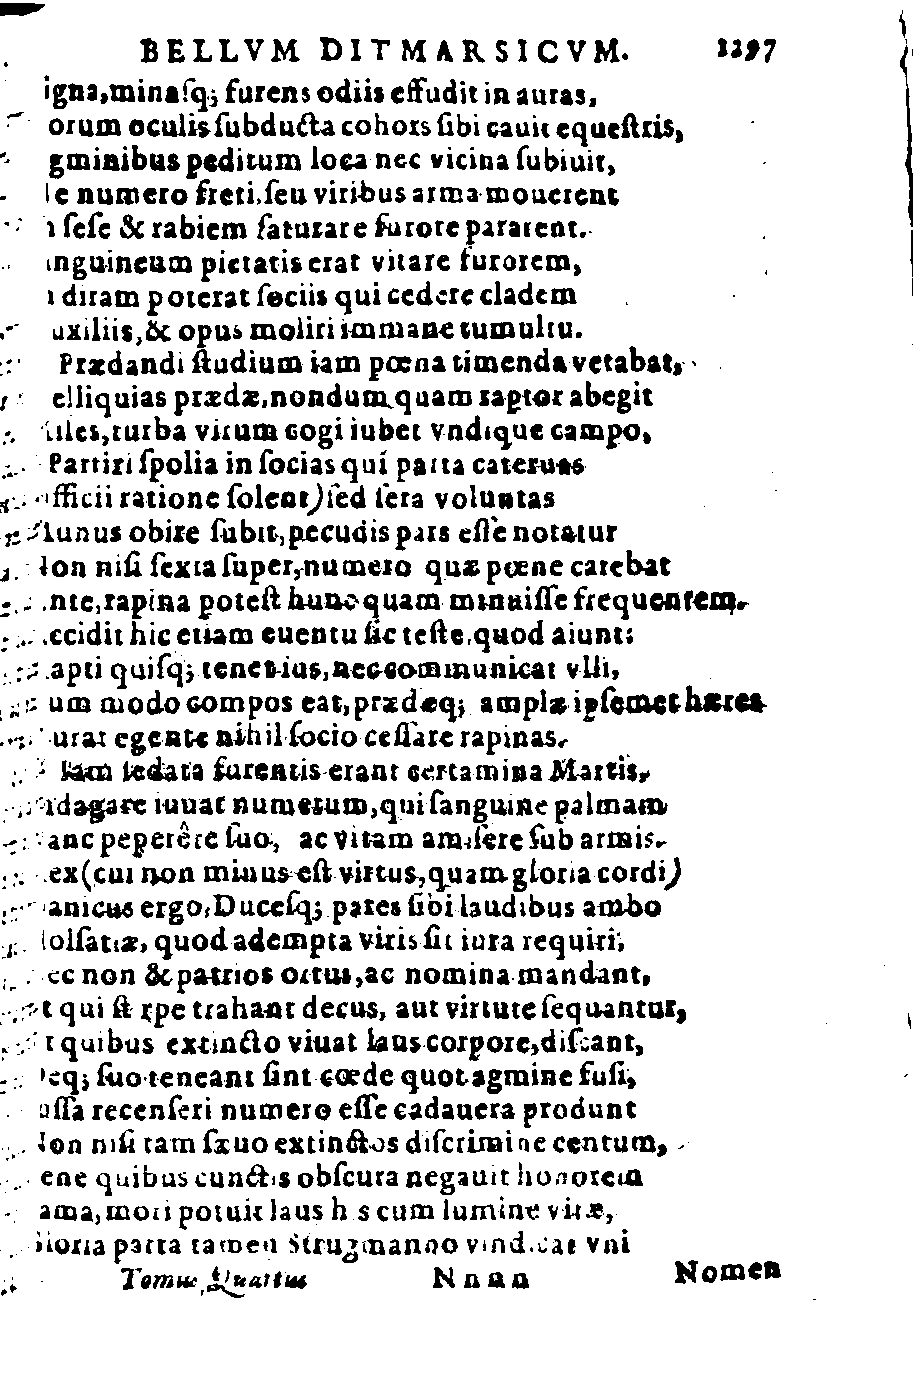 BELLVM DITMARSICVM. 1297
igna,minaſq; furens odiis effudit in auras,
orum oculis ſubducta cohors ſibi cauit equeſtris,
gminibus peditum loca nec vicina ſubiuit,
e numero freti,ſeu viribus arma mouerent
ſeſe & rabiem ſaturare furore pararent.
nguineum pietatis erat vitare furorem,
diram poterat ſociis qui cedere cladem
uxiliis,& opus moliri immane tumultu.
Prædandi ſtudium iam pœna timenda vetabat,
elliquias prædæ,nondum quam raptor abegit
iles,turba virum cogi iubet vndique campo,
Partiri ſpolia in ſocias qui parta cateruas
fficii ratione ſolent)ſed ſera voluntas
unus obire ſubit,pecudis pars eſſe notatur
on niſi ſexta ſuper,numero quæ pœne carebat
nte,rapina poteſt hunc quam minuiſſe frequentem.
ccidit hic etiam euentu ſic teſte,quod aiunt:
apti quiſq; tenet ius,nec communicat vlli,
um modo compos eat,prædæq; amplæ ipſemet hæres
urat egente nihil ſocio ceſſare rapinas.
Iam ſedata furentis erant certamina Martis,
dagare iuuat numerum,qui ſanguine palmam
anc peperêre ſuo, ac vitam amiſere ſub armis.
ex(cui non minus eſt virtus,quam gloria cordi)
anicus ergo,Duceſq; pares ſibi laudibus ambo
olſatiæ, quod adempta viris ſit iura requiri,
ec non & patrios ortus,ac nomina mandant,
t qui ſtirpe trahant decus, aut virtute ſequantur,
t quibus extincto viuat laus corpore,diſcant,
eq; ſuo teneant ſint cœde quot agmine fuſi,
uſſa recenſeri numero eſſe cadauera produnt
on niſi tam ſæuo extinctos diſcrimine centum,
ene quibus cunctis obſcura negauit honorem
ama,mori potuit laus his cum lumine vitæ,
loria parta tamen Strugmanno vindicat vni
Tomus Quartus Nnnn Nomen